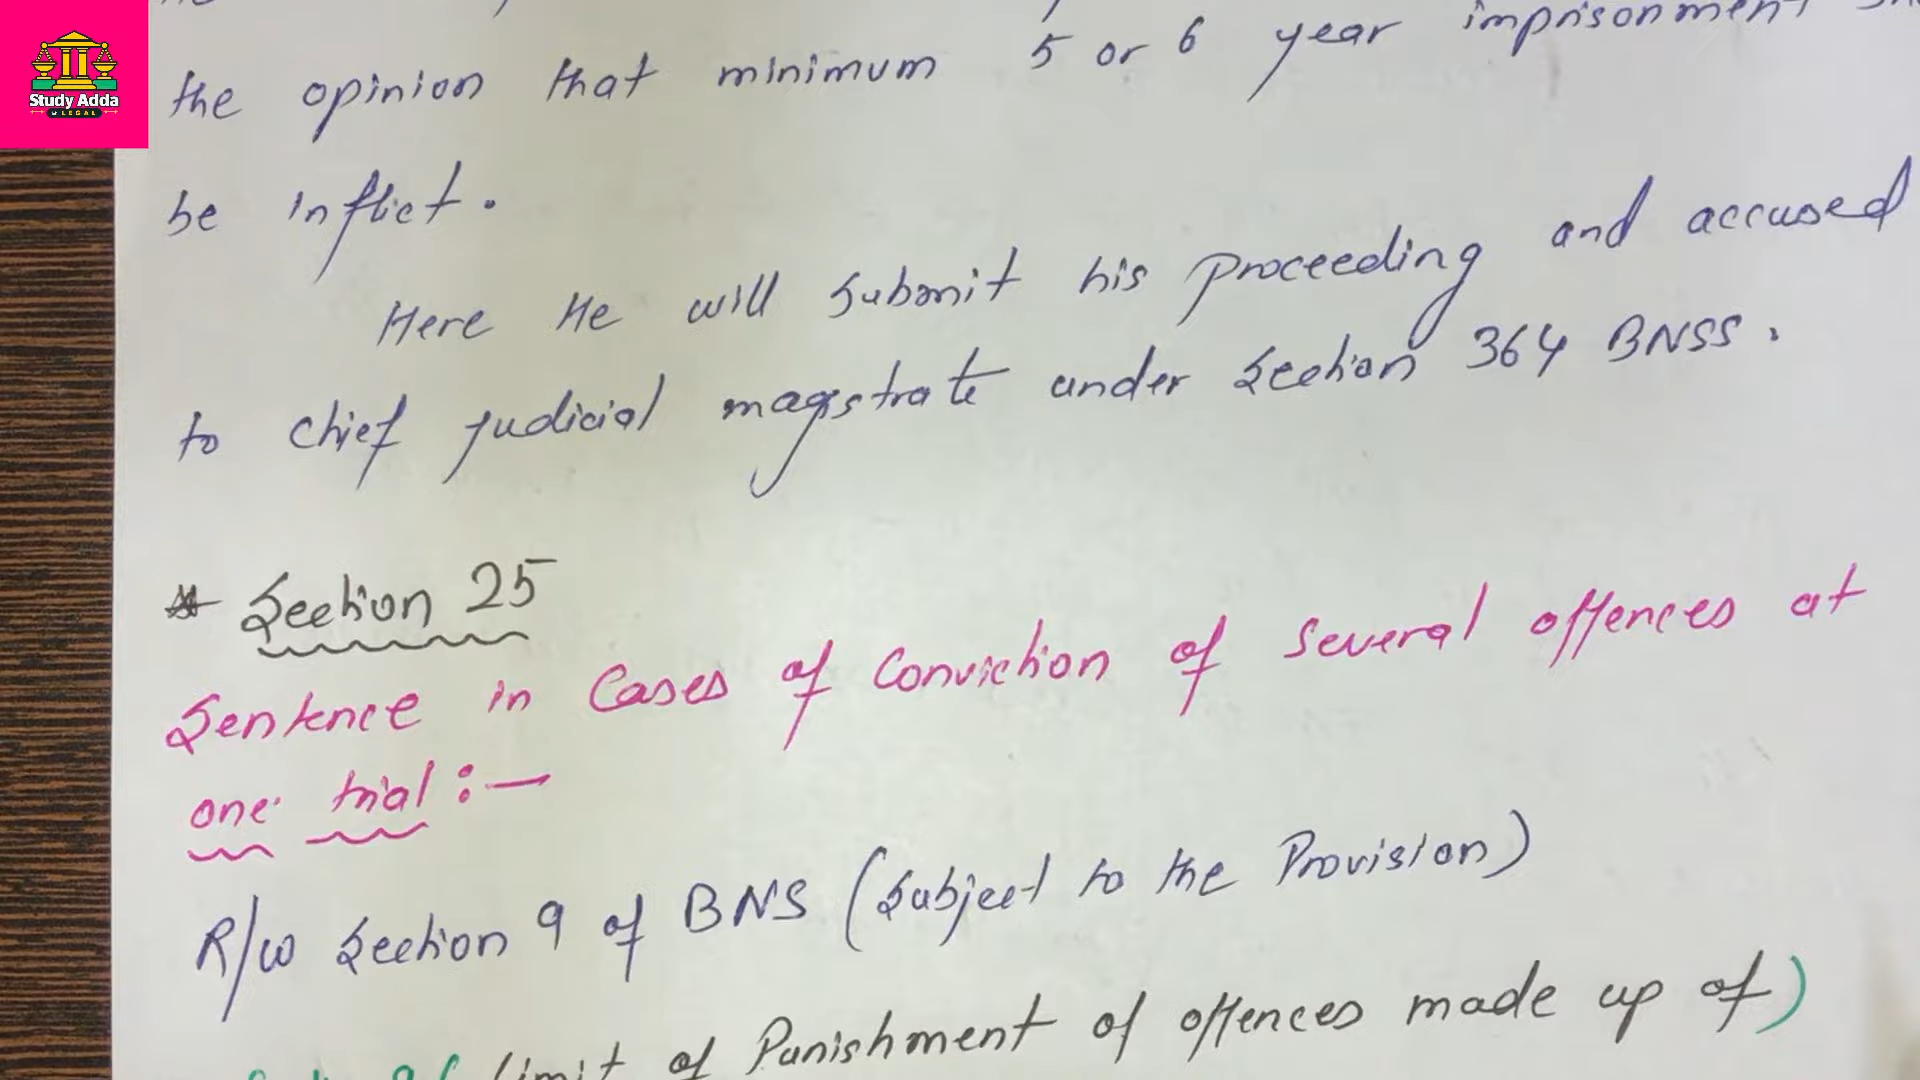 Study Adda
LEGAL
the opinion that minimum 5 or 6 year imprisonment
be inflict.
Here He will submit his proceeding and accused
to chief judicial magistrate under Section 364 BNSS.
* Section 25
Sentence in Cases of Conviction of Several offences at
one trial :-
R/w Section 9 of BNS (Subject to the Provision)
limit of Punishment of offences made up of)